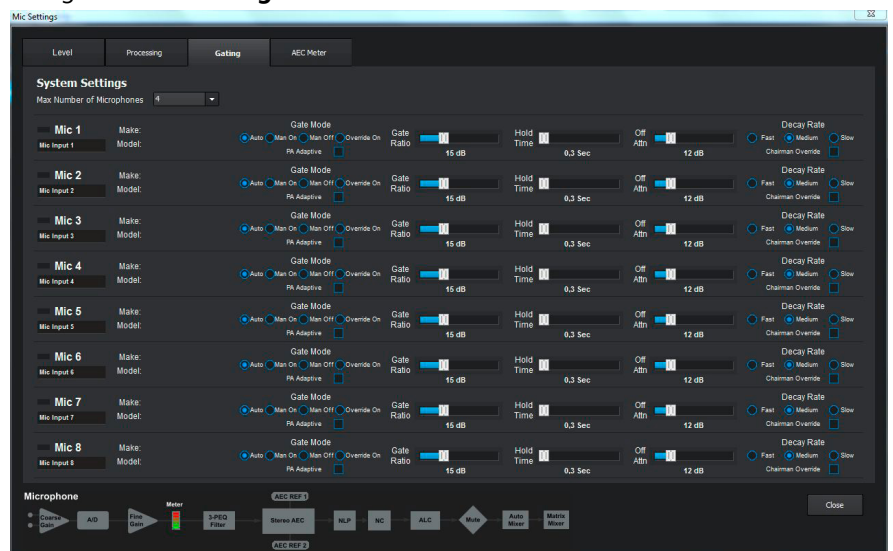 Mic Settings
Level Processing Gating AEC Meter
System Settings
Max Number of Microphones 4
Mic 1 Make: Gate Mode Decay Rate
Auto Man On Man Off Override On Gate Ratio Hold Time Off Attn Fast Medium Slow
Mic Input 1 Model: PA Adaptive 15 dB 0.3 Sec 12 dB Chairman Override
Mic 2 Make: Gate Mode Decay Rate
Auto Man On Man Off Override On Gate Ratio Hold Time Off Attn Fast Medium Slow
Mic Input 2 Model: PA Adaptive 15 dB 0.3 Sec 12 dB Chairman Override
Mic 3 Make: Gate Mode Decay Rate
Auto Man On Man Off Override On Gate Ratio Hold Time Off Attn Fast Medium Slow
Mic Input 3 Model: PA Adaptive 15 dB 0.3 Sec 12 dB Chairman Override
Mic 4 Make: Gate Mode Decay Rate
Auto Man On Man Off Override On Gate Ratio Hold Time Off Attn Fast Medium Slow
Mic Input 4 Model: PA Adaptive 15 dB 0.3 Sec 12 dB Chairman Override
Mic 5 Make: Gate Mode Decay Rate
Auto Man On Man Off Override On Gate Ratio Hold Time Off Attn Fast Medium Slow
Mic Input 5 Model: PA Adaptive 15 dB 0.3 Sec 12 dB Chairman Override
Mic 6 Make: Gate Mode Decay Rate
Auto Man On Man Off Override On Gate Ratio Hold Time Off Attn Fast Medium Slow
Mic Input 6 Model: PA Adaptive 15 dB 0.3 Sec 12 dB Chairman Override
Mic 7 Make: Gate Mode Decay Rate
Auto Man On Man Off Override On Gate Ratio Hold Time Off Attn Fast Medium Slow
Mic Input 7 Model: PA Adaptive 15 dB 0.3 Sec 12 dB Chairman Override
Mic 8 Make: Gate Mode Decay Rate
Auto Man On Man Off Override On Gate Ratio Hold Time Off Attn Fast Medium Slow
Mic Input 8 Model: PA Adaptive 15 dB 0.3 Sec 12 dB Chairman Override
Microphone AEC REF 1
Meter
Close
Coarse Gain A/D Fine Gain 3-PEQ Filter Stereo AEC NLP NC ALC Mute Auto Mixer Matrix Mixer
AEC REF 2